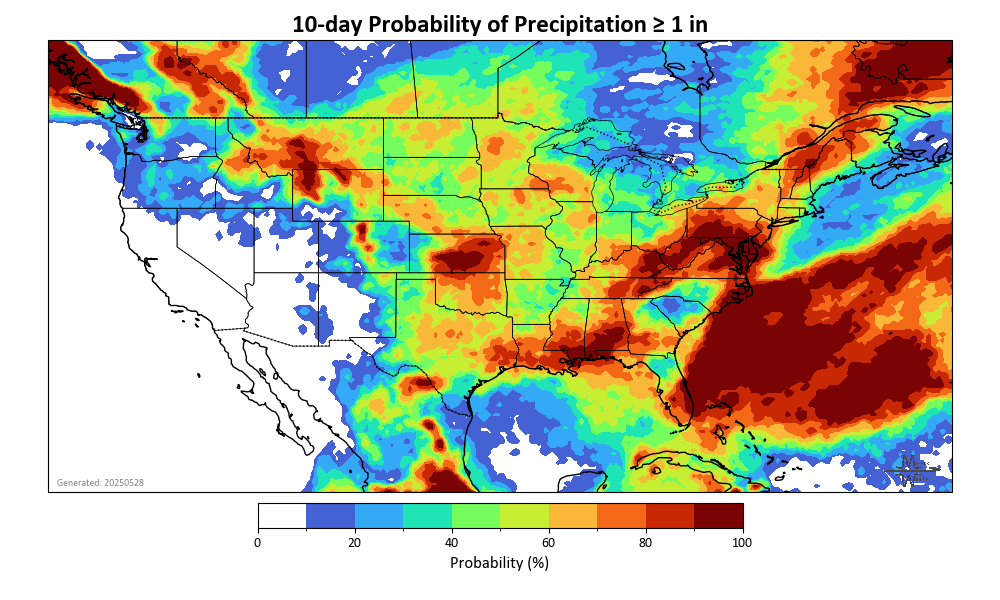 10-day Probability of Precipitation ≥ 1 in
Generated: 20250528
0 20 40 60 80 100
Probability (%)